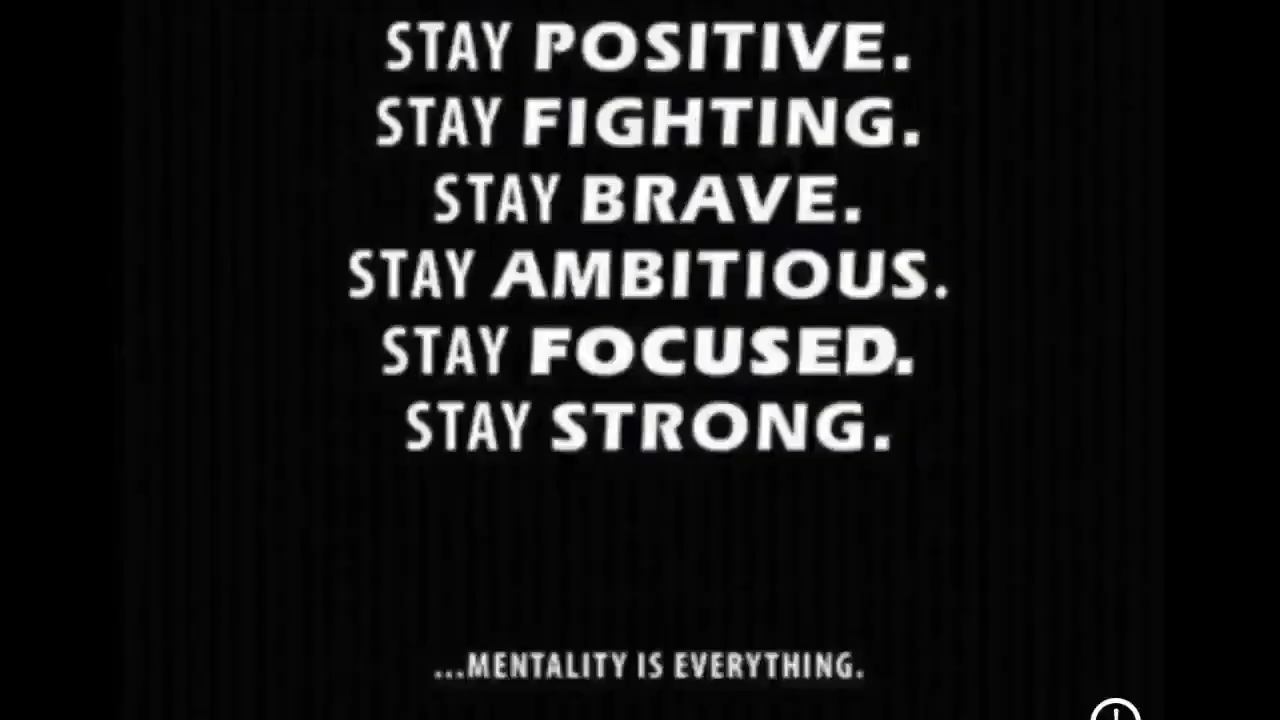 STAY POSITIVE.
STAY FIGHTING.
STAY BRAVE.
STAY AMBITIOUS.
STAY FOCUSED.
STAY STRONG.
...MENTALITY IS EVERYTHING.